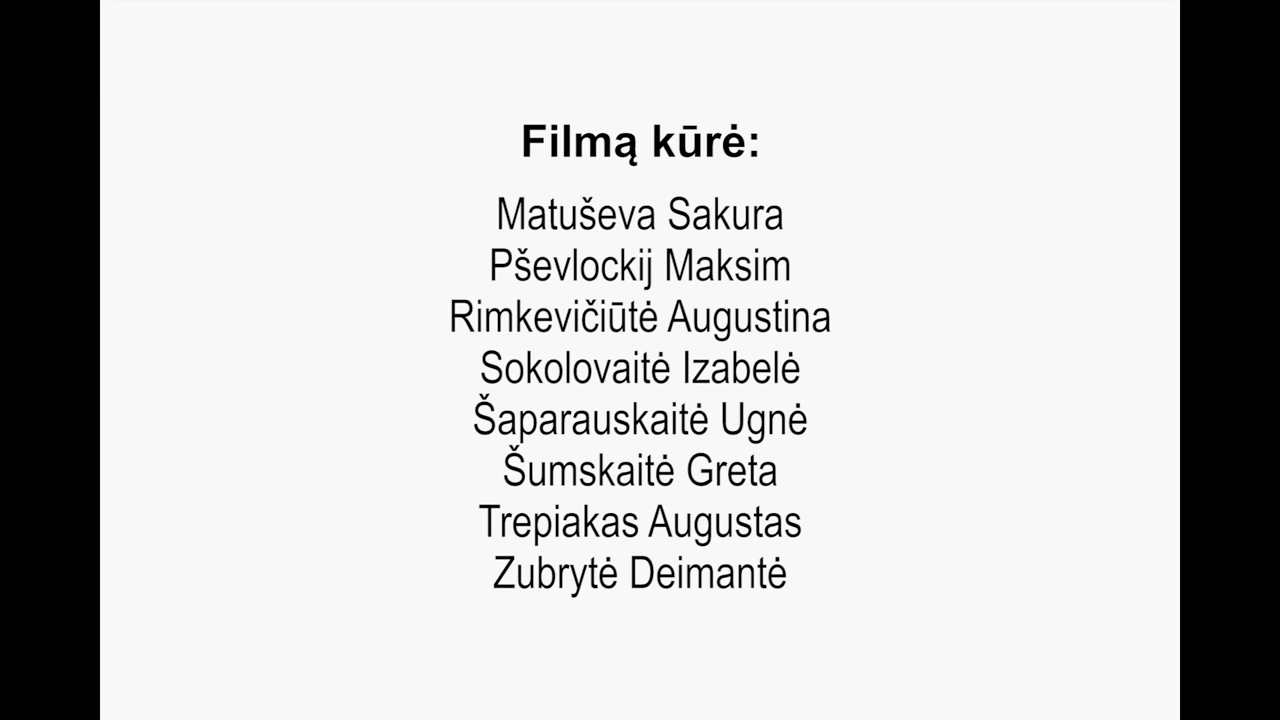 Filmą kūrė:
Matuševa Sakura
Pševlockij Maksim
Rimkevičiūtė Augustina
Sokolovaitė Izabelė
Šaparauskaitė Ugnė
Šumskaitė Greta
Trepiakas Augustas
Zubrytė Deimantė